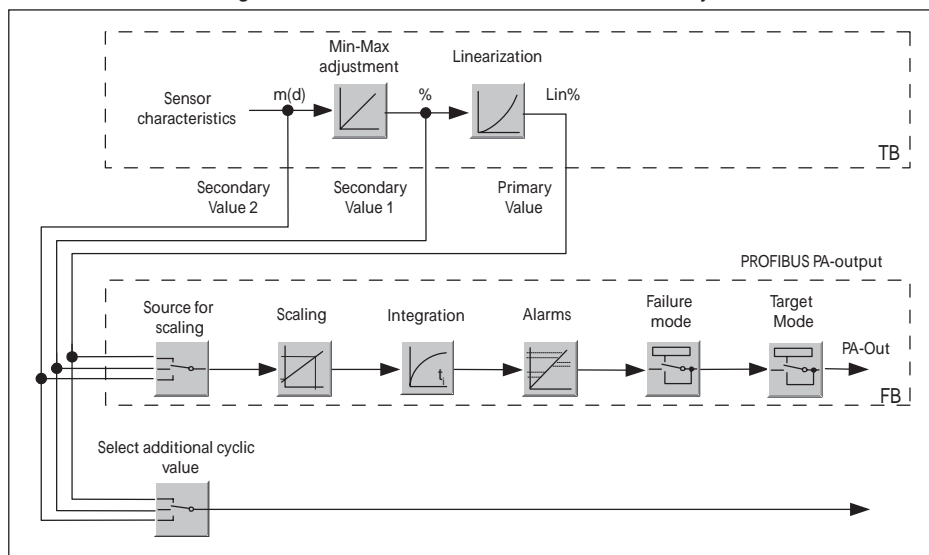 Min-Max
adjustment
Linearization
Sensor
characteristics
m(d)
%
Lin%
TB
Secondary
Value 2
Secondary
Value 1
Primary
Value
PROFIBUS PA-output
Source for
scaling
Scaling
Integration
Alarms
Failure
mode
Target
Mode
ti
PA-Out
FB
Select additional cyclic
value